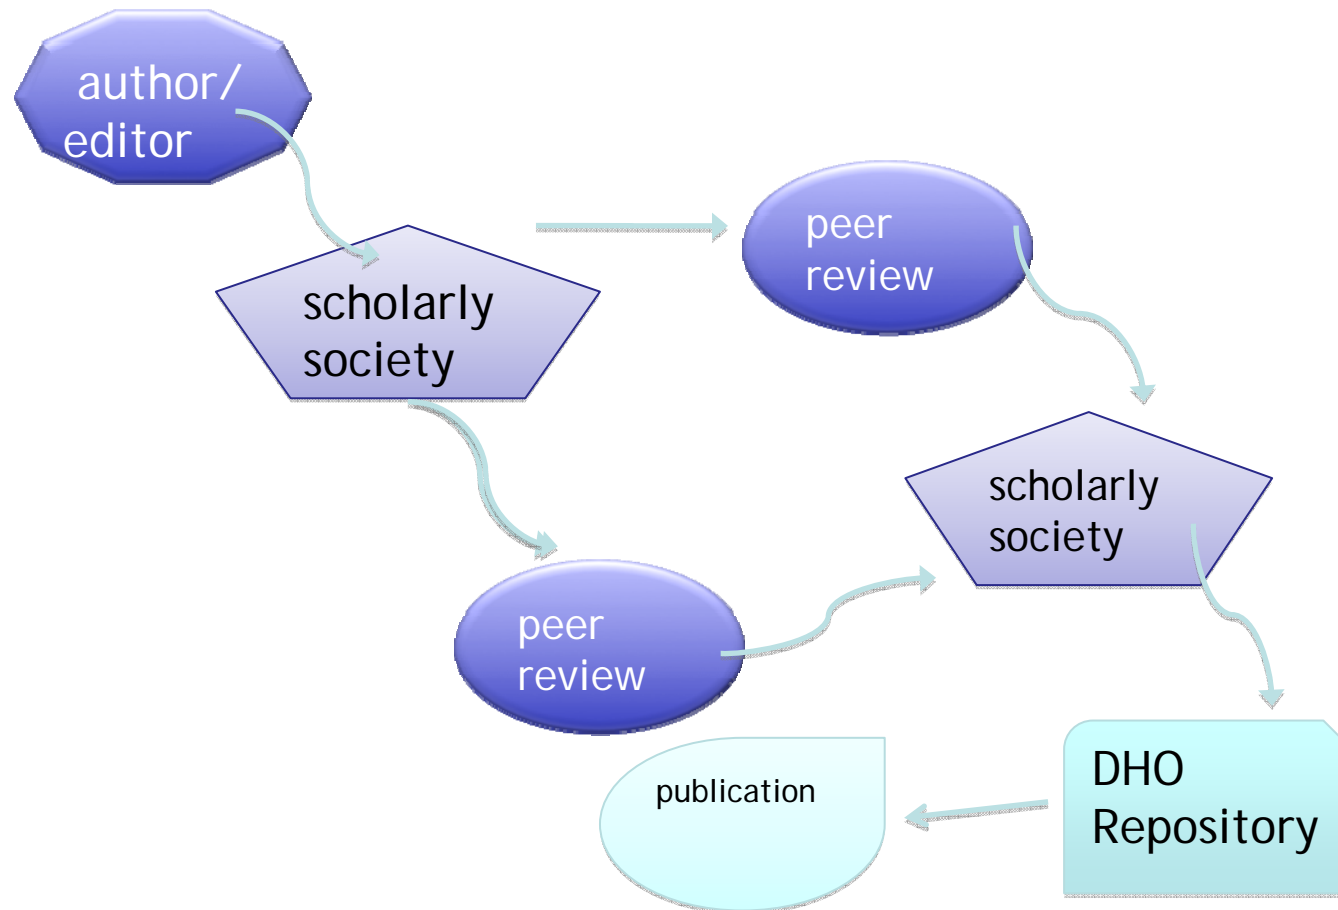 author/
editor
peer
review
scholarly
society
scholarly
society
peer
review
publication
DHO
Repository